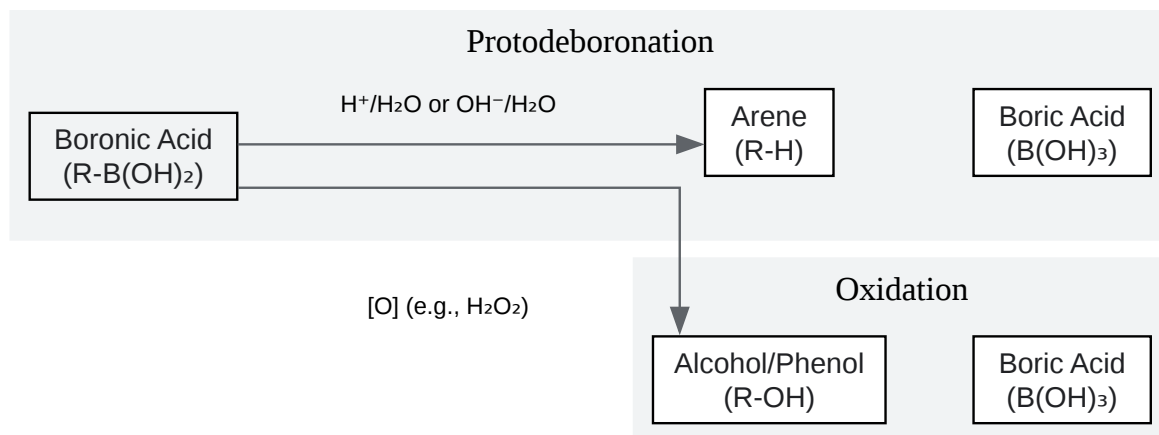 Protodeboronation
H⁺/H₂O or OH⁻/H₂O
Boronic Acid
(R-B(OH)₂)
Arene
(R-H)
Boric Acid
(B(OH)₃)
[O] (e.g., H₂O₂)
Oxidation
Alcohol/Phenol
(R-OH)
Boric Acid
(B(OH)₃)